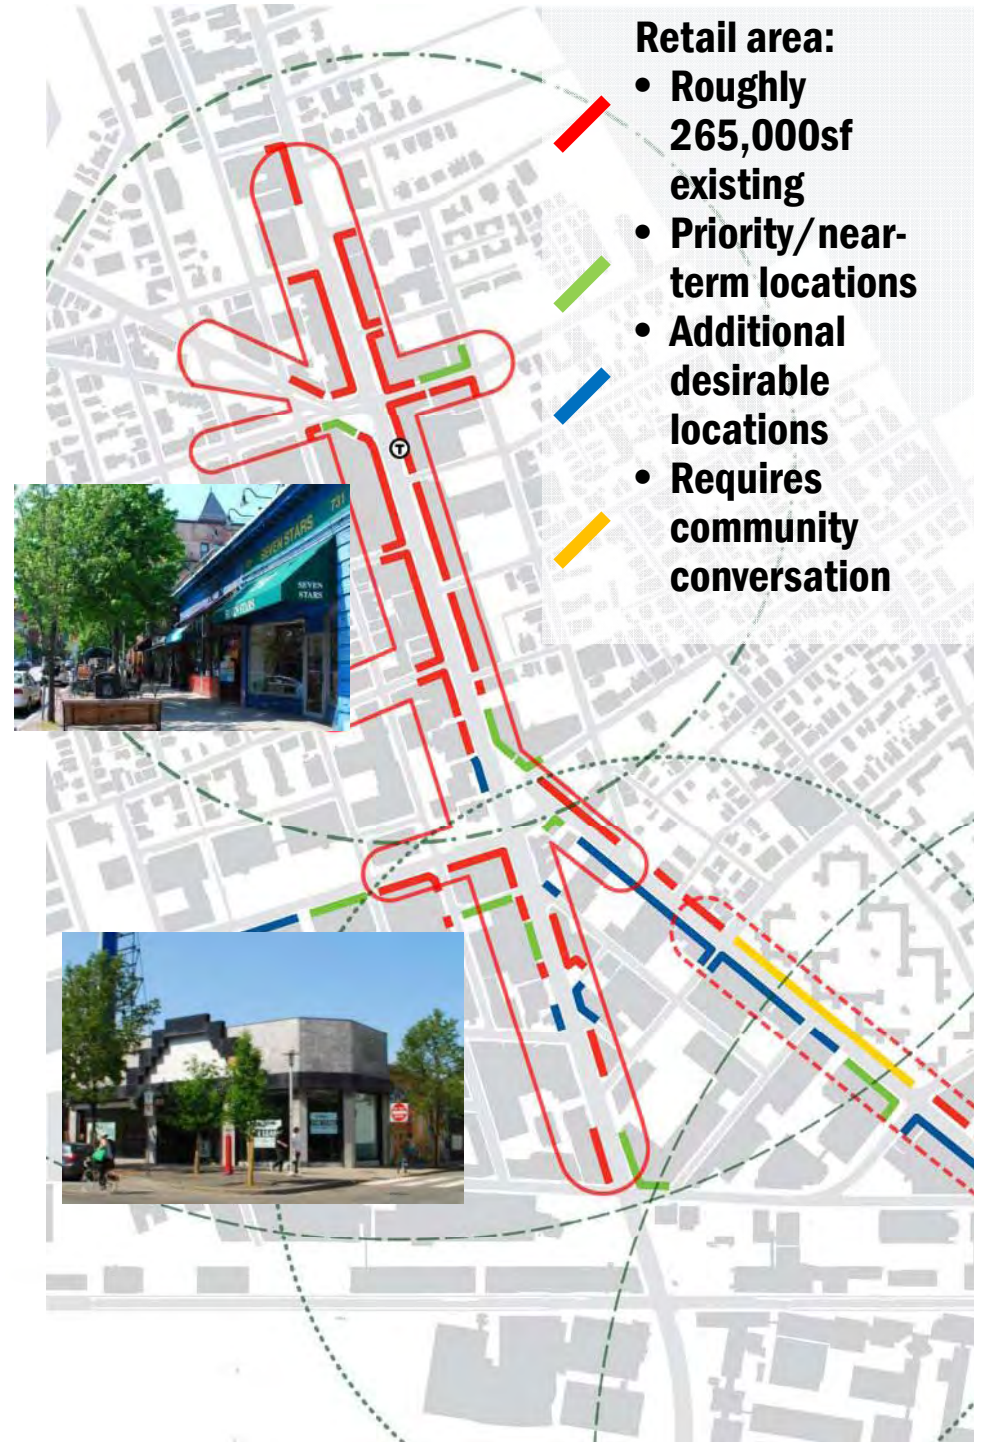 Retail area:
• Roughly
265,000sf
existing
• Priority/near-
term locations
• Additional
desirable
locations
• Requires
community
conversation
T
731
SEVEN STARS
SEVEN
STARS